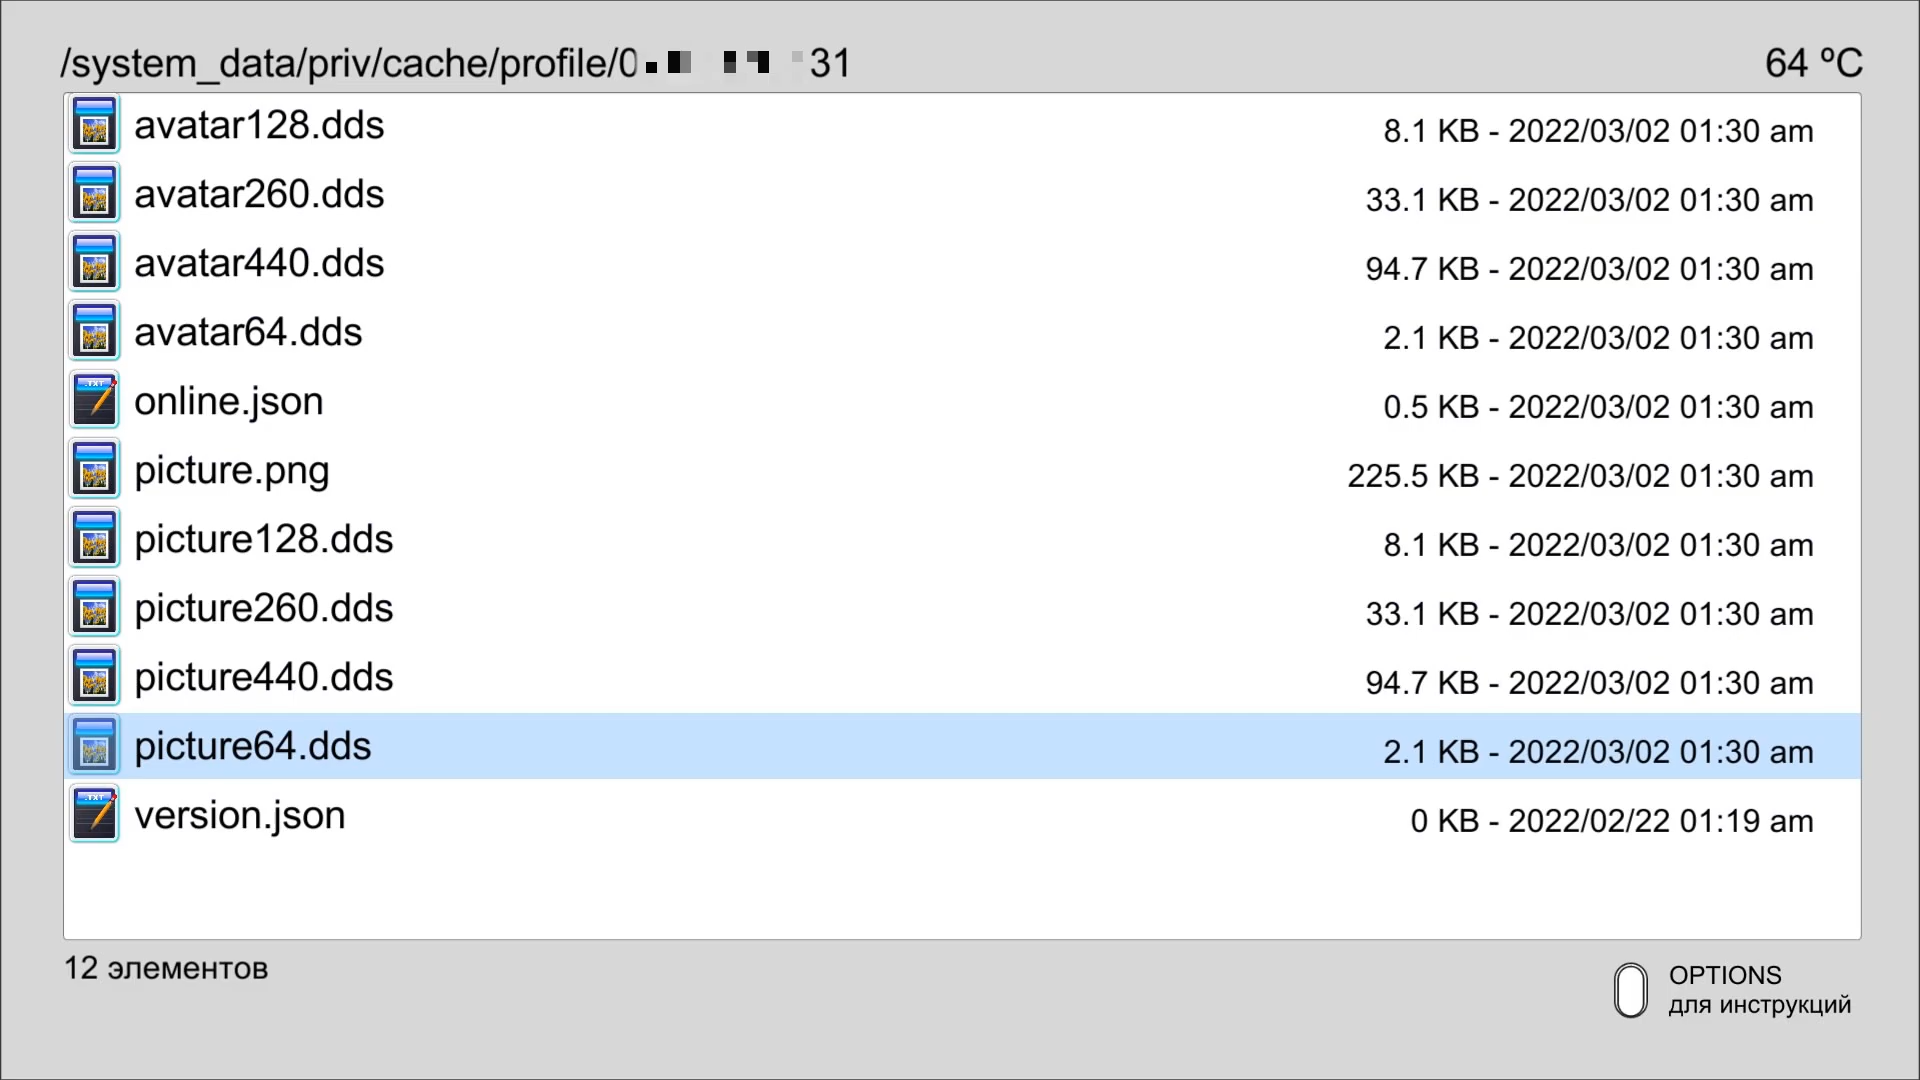 /system_data/priv/cache/profile/0 31 64 ºC
avatar128.dds 8.1 KB - 2022/03/02 01:30 am
avatar260.dds 33.1 KB - 2022/03/02 01:30 am
avatar440.dds 94.7 KB - 2022/03/02 01:30 am
avatar64.dds 2.1 KB - 2022/03/02 01:30 am
.TXT online.json 0.5 KB - 2022/03/02 01:30 am
picture.png 225.5 KB - 2022/03/02 01:30 am
picture128.dds 8.1 KB - 2022/03/02 01:30 am
picture260.dds 33.1 KB - 2022/03/02 01:30 am
picture440.dds 94.7 KB - 2022/03/02 01:30 am
picture64.dds 2.1 KB - 2022/03/02 01:30 am
.TXT version.json 0 KB - 2022/02/22 01:19 am
12 элементов
OPTIONS
для инструкций